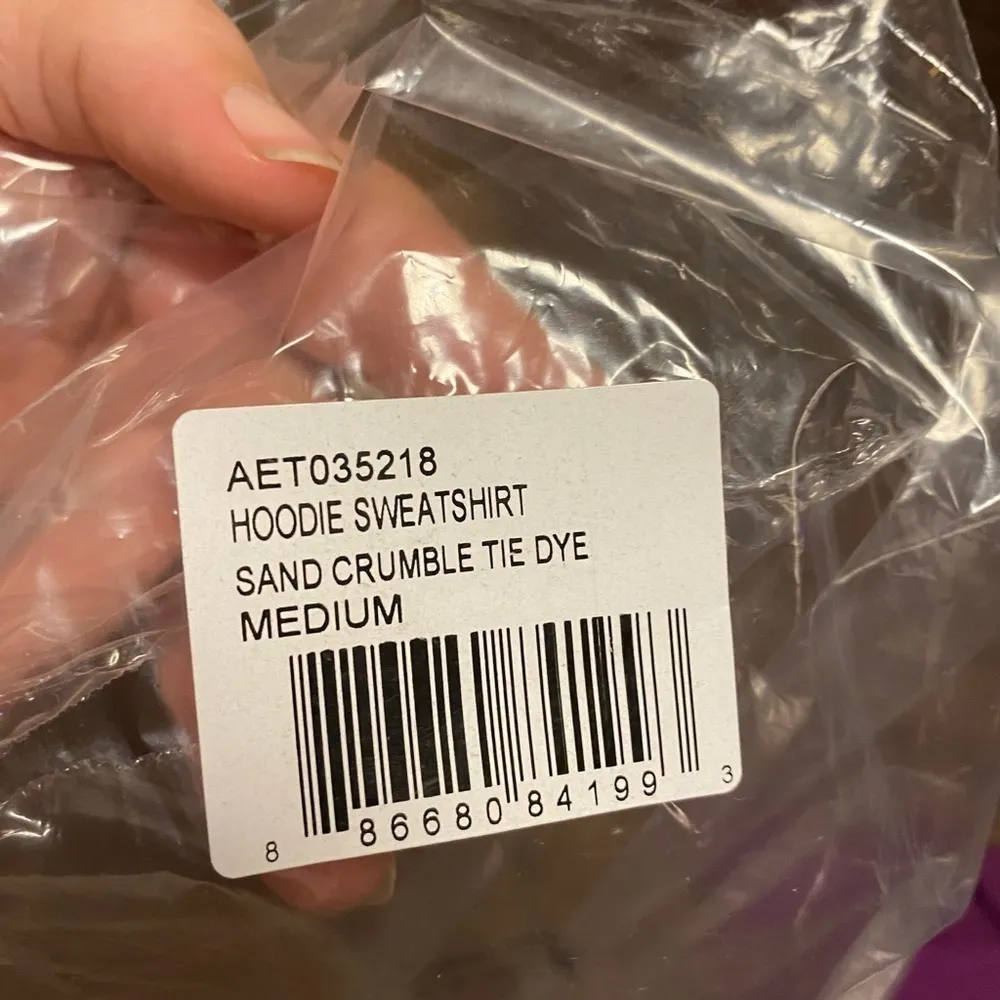 AET035218
HOODIE SWEATSHIRT
SAND CRUMBLE TIE DYE
MEDIUM
8 86680 84199 3